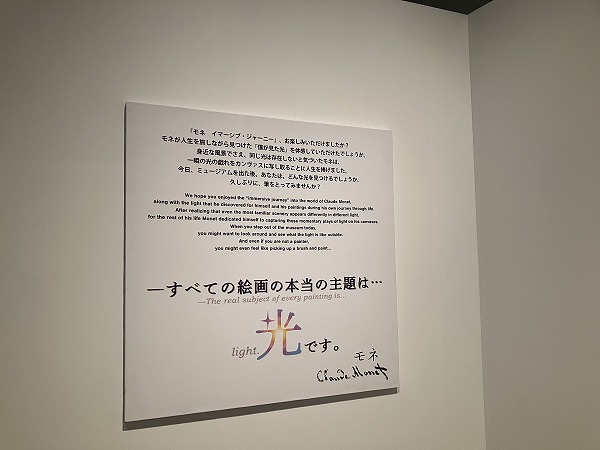 「モネ　イマーシブ・ジャーニー」、お楽しみいただけましたか？
モネが人生を旅しながら見つけた「僕が見た光」を体感していただけたでしょうか。
身近な風景でさえ、同じ光は存在しないと気づいたモネは、
一瞬の光の戯れをカンヴァスに写し取ることに人生を捧げました。
今日、ミュージアムを出た後、あなたは、どんな光を見つけるでしょうか。
久しぶりに、筆をとってみませんか？
We hope you enjoyed the "immersive journey" into the world of Claude Monet,
along with the light that he discovered for himself and his paintings during his own journey through life.
After realizing that even the most familiar scenery appears differently in different light,
for the rest of his life Monet dedicated himself to capturing those momentary plays of light on his canvases.
When you step out of the museum today,
you might want to look around and see what the light is like outside.
And even if you are not a painter,
you might even feel like picking up a brush and paint...
―すべての絵画の本当の主題は…
—The real subject of every painting is...
light. 光です。
モネ
Claude Monet